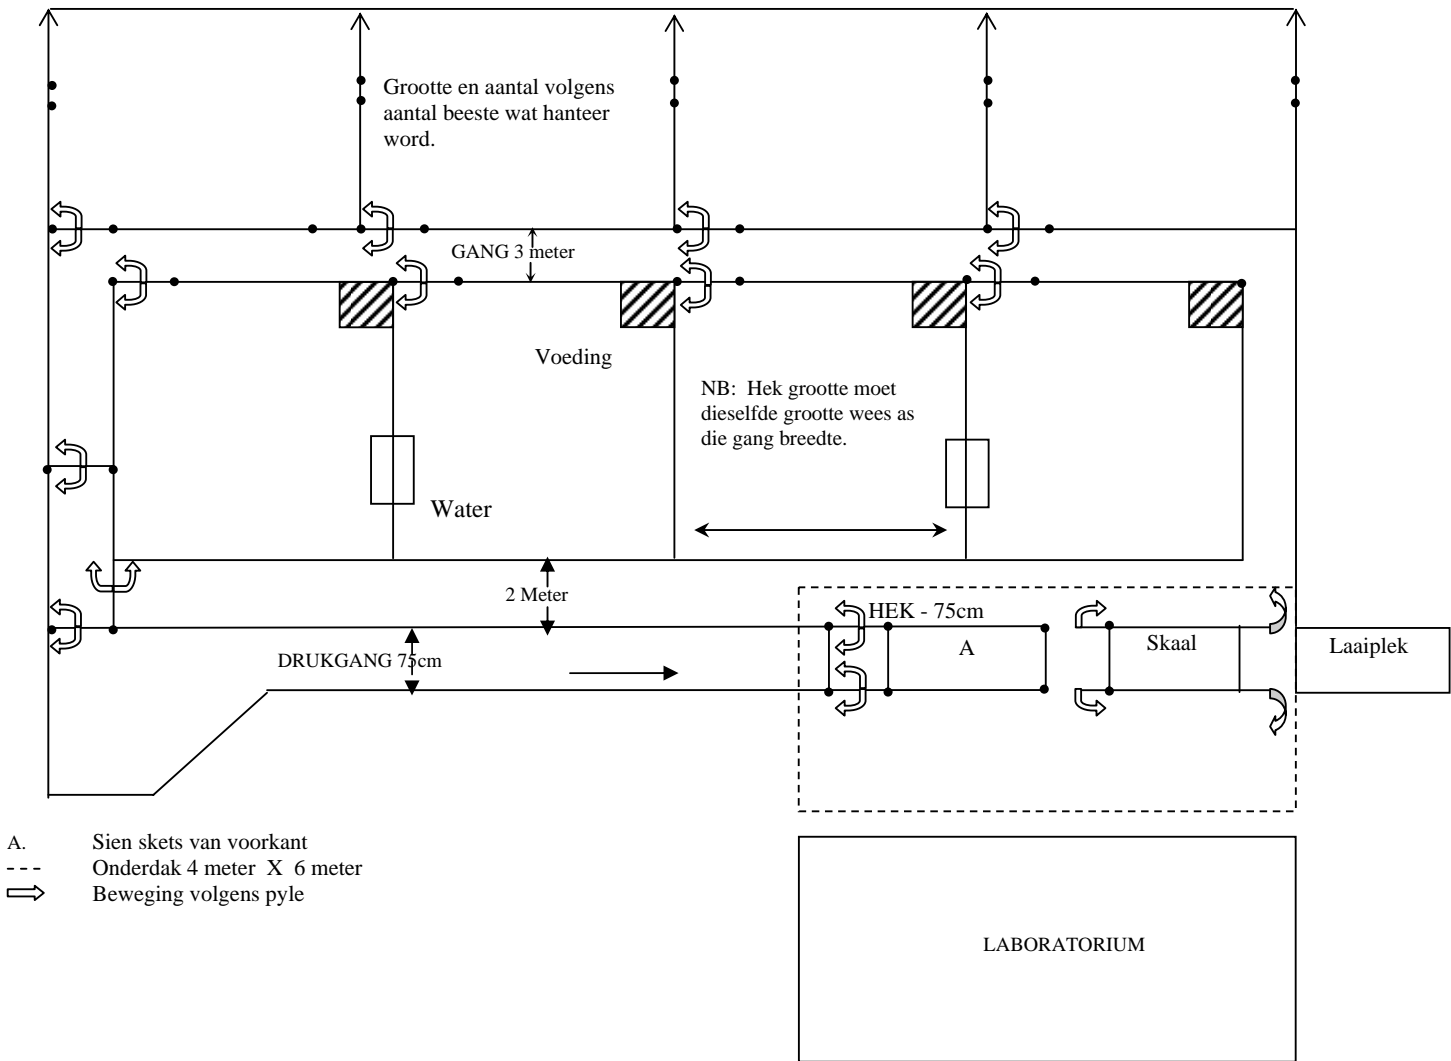 Grootte en aantal volgens
aantal beeste wat hanteer
word.
GANG 3 meter
Voeding
NB: Hek grootte moet
dieselfde grootte wees as
die gang breedte.
Water
2 Meter
HEK - 75cm
DRUKGANG 75cm
A
Skaal
Laaiplek
A. Sien skets van voorkant
Onderdak 4 meter X 6 meter
Beweging volgens pyle
LABORATORIUM